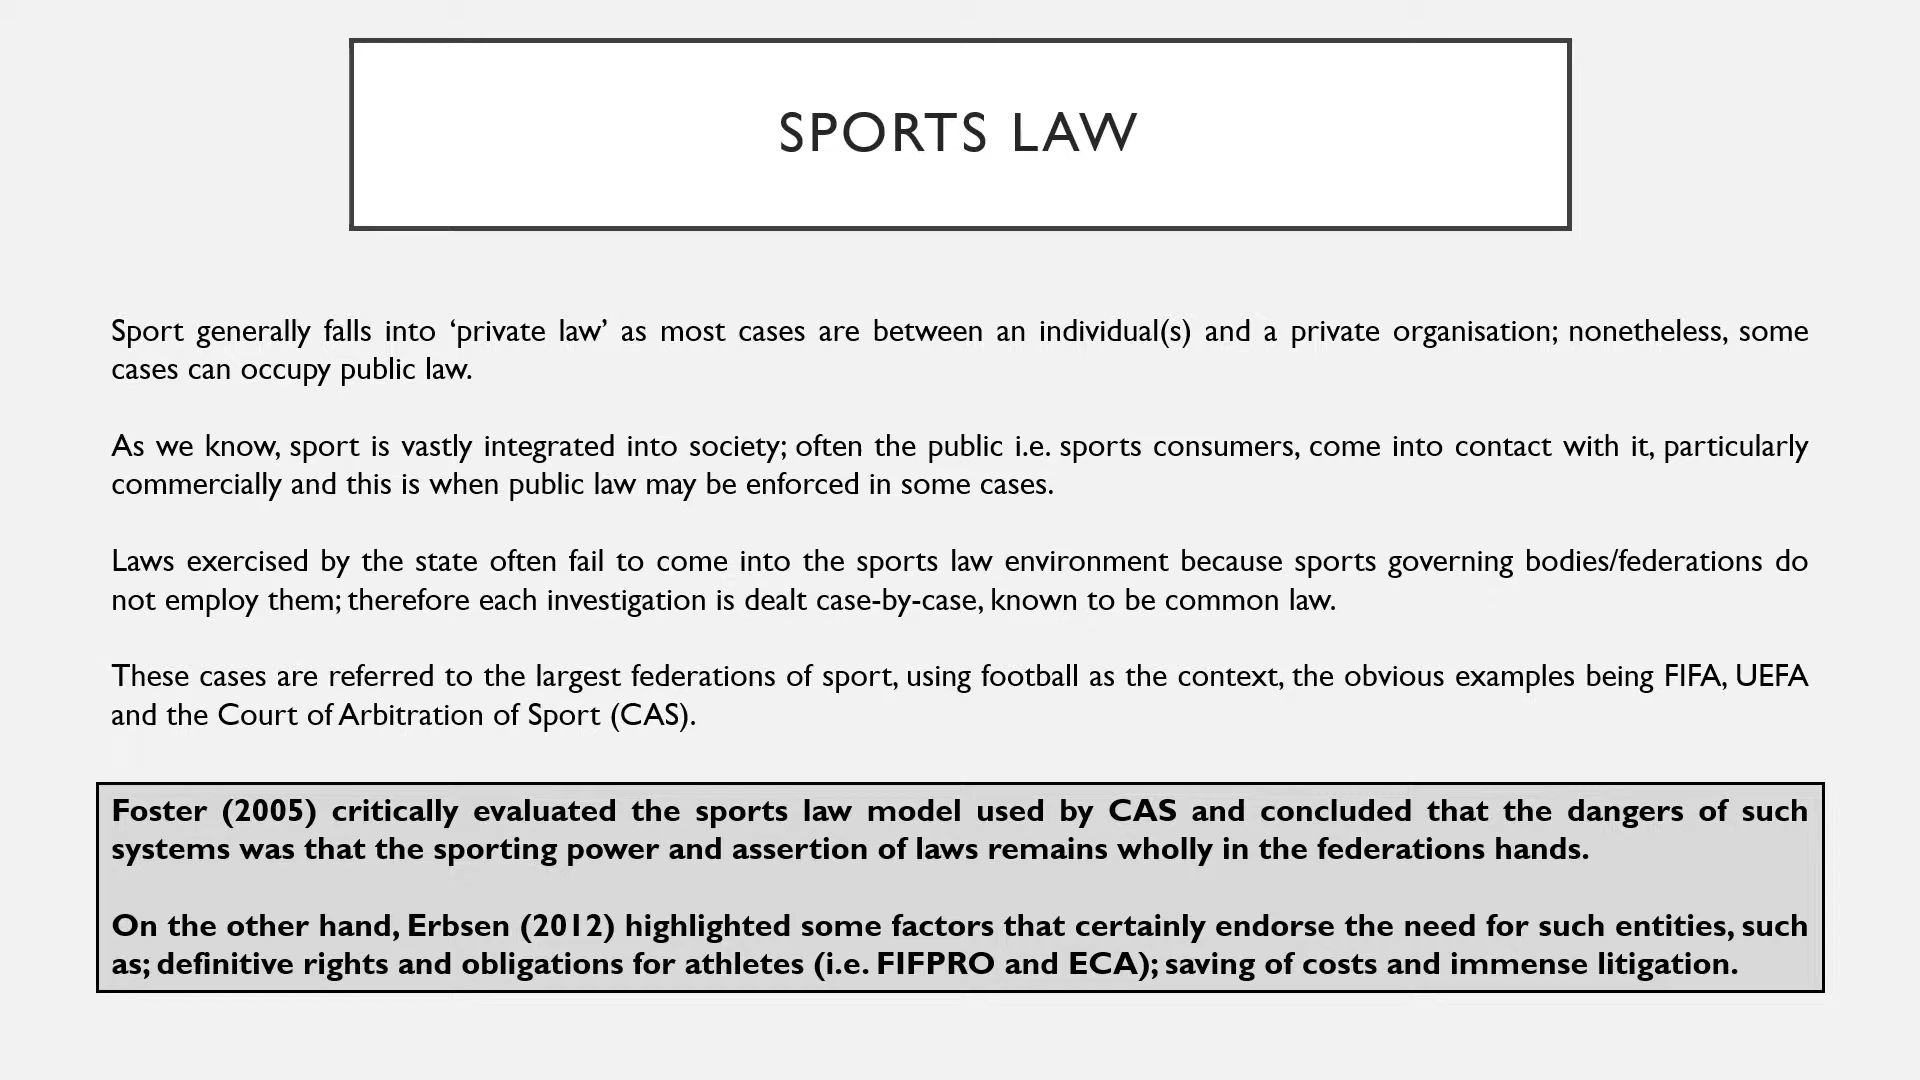 SPORTS LAW
Sport generally falls into ‘private law’ as most cases are between an individual(s) and a private organisation; nonetheless, some
cases can occupy public law.
As we know, sport is vastly integrated into society; often the public i.e. sports consumers, come into contact with it, particularly
commercially and this is when public law may be enforced in some cases.
Laws exercised by the state often fail to come into the sports law environment because sports governing bodies/federations do
not employ them; therefore each investigation is dealt case-by-case, known to be common law.
These cases are referred to the largest federations of sport, using football as the context, the obvious examples being FIFA, UEFA
and the Court of Arbitration of Sport (CAS).
Foster (2005) critically evaluated the sports law model used by CAS and concluded that the dangers of such
systems was that the sporting power and assertion of laws remains wholly in the federations hands.
On the other hand, Erbsen (2012) highlighted some factors that certainly endorse the need for such entities, such
as; definitive rights and obligations for athletes (i.e. FIFPRO and ECA); saving of costs and immense litigation.